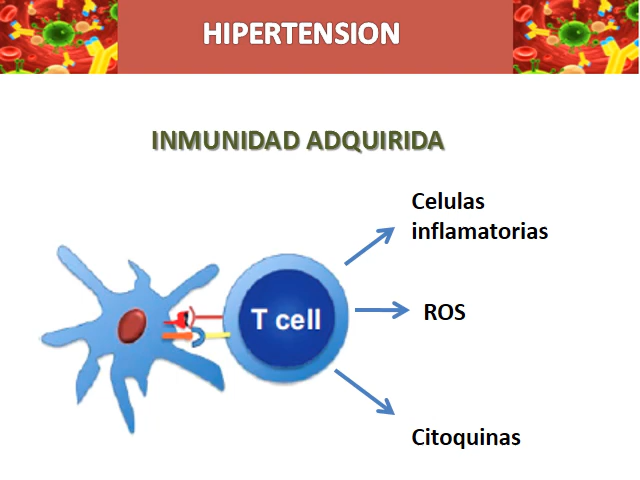 HIPERTENSION
INMUNIDAD ADQUIRIDA
Celulas
inflamatorias
T cell
ROS
Citoquinas